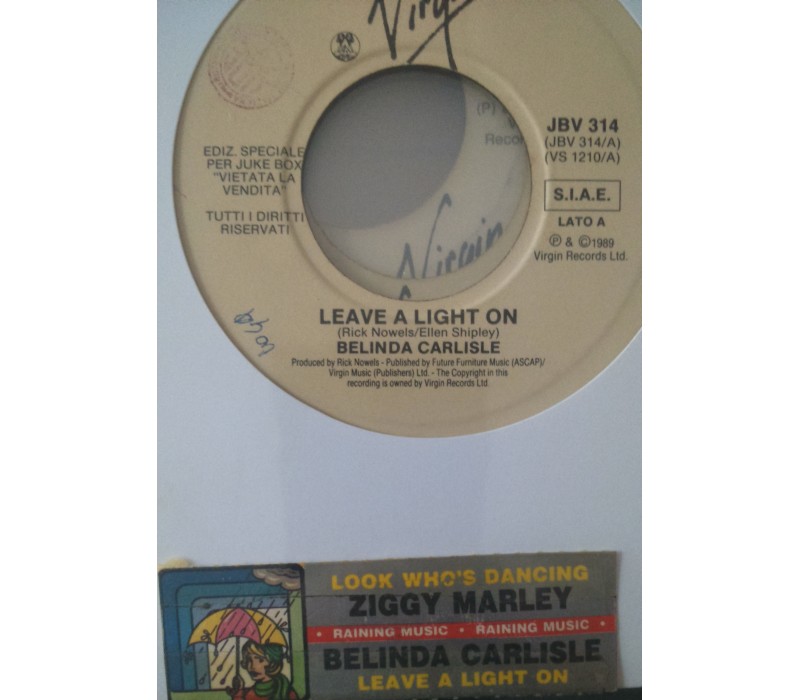 Virgin
EDIZ. SPECIALE
PER JUKE BOX
"VIETATA LA
VENDITA"
TUTTI I DIRITTI
RISERVATI
(P)
Recor
Virgin
JBV 314
(JBV 314/A)
(VS 1210/A)
S.I.A.E.
LATO A
℗ & ©1989
Virgin Records Ltd.
LEAVE A LIGHT ON
(Rick Nowels/Ellen Shipley)
BELINDA CARLISLE
Produced by Rick Nowels - Published by Future Furniture Music (ASCAP)/
Virgin Music (Publishers) Ltd. - The Copyright in this
recording is owned by Virgin Records Ltd.
LOOK WHO'S DANCING
ZIGGY MARLEY
• RAINING MUSIC • RAINING MUSIC •
BELINDA CARLISLE
LEAVE A LIGHT ON